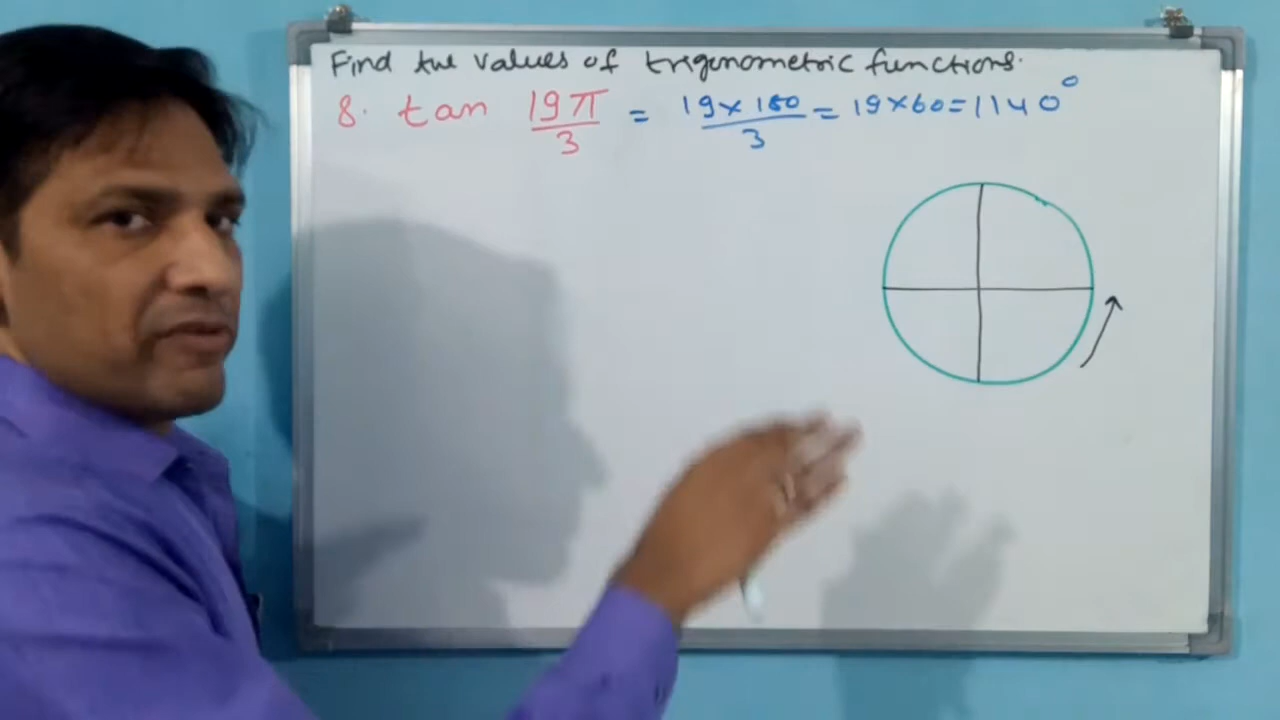 Find the values of trigonometric functions.
8. tan 19π/3 = 19×180/3 = 19×60=1140°